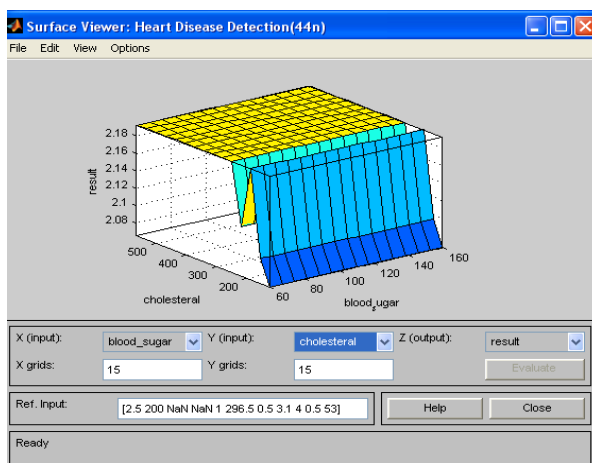 Surface Viewer: Heart Disease Detection(44n)
File Edit View Options
2.18
2.16
2.14
2.12
2.1
2.08
result
500
400
300
200
cholesteral
60
80
100
120
140
160
blood_sugar
X (input): blood_sugar Y (input): cholesteral Z (output): result
X grids: 15 Y grids: 15 Evaluate
Ref. Input: [2.5 200 NaN NaN 1 296.5 0.5 3.1 4 0.5 53] Help Close
Ready